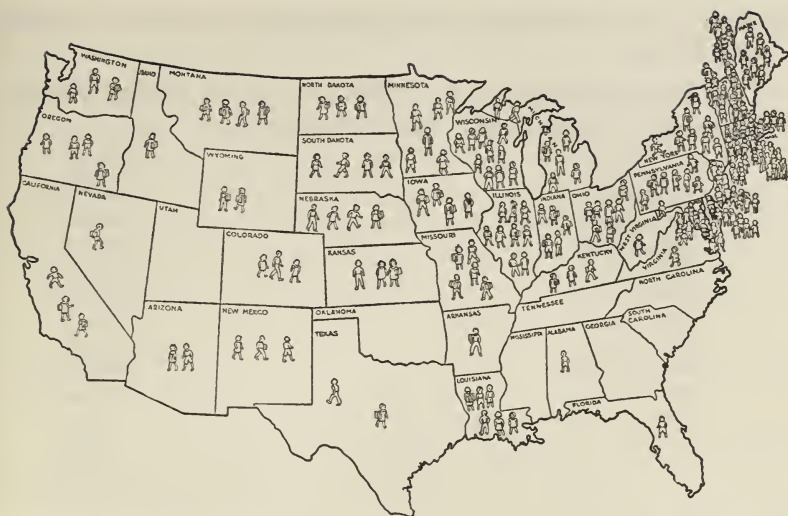 MAINE
WASHINGTON
IDAHO
MONTANA
NORTH DAKOTA
MINNESOTA
OREGON
WISCONSIN
MICHIGAN
SOUTH DAKOTA
WYOMING
NEW YORK
PENNSYLVANIA
CALIFORNIA
NEVADA
IOWA
UTAH
NEBRASKA
ILLINOIS
INDIANA
OHIO
WEST VIRGINIA
COLORADO
KANSAS
MISSOURI
KENTUCKY
VIRGINIA
NORTH CAROLINA
ARIZONA
NEW MEXICO
OKLAHOMA
TENNESSEE
TEXAS
ARKANSAS
SOUTH CAROLINA
MISSISSIPPI
ALABAMA
GEORGIA
LOUISIANA
FLORIDA